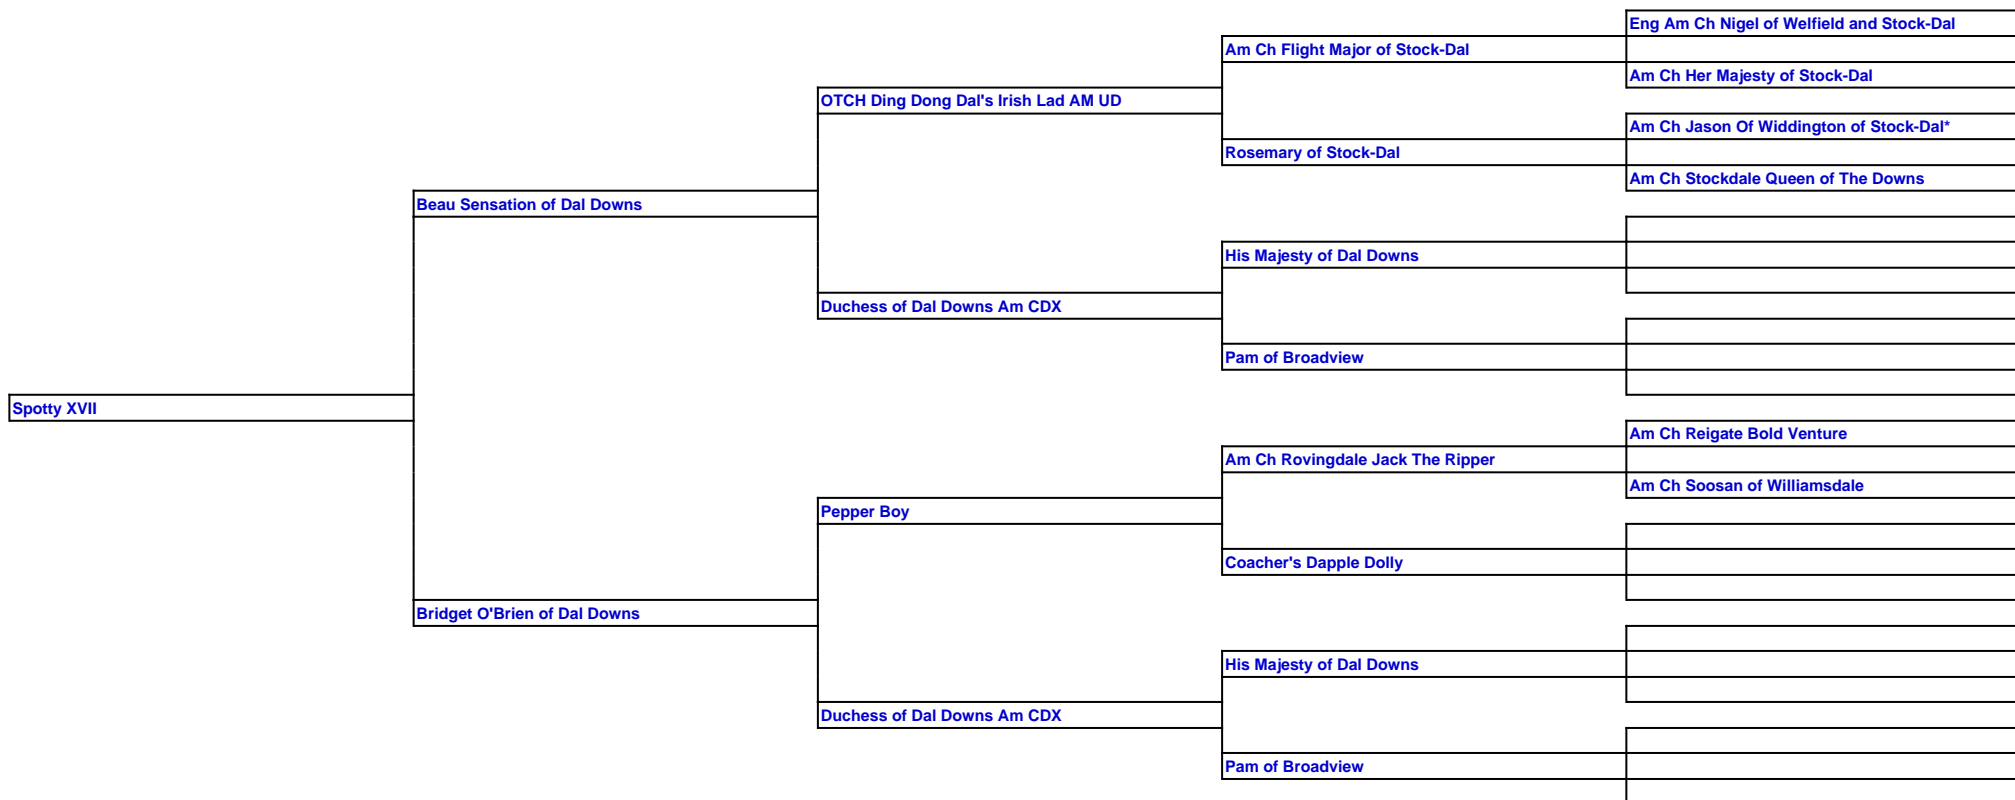 Eng Am Ch Nigel of Welfield and Stock-Dal
Am Ch Flight Major of Stock-Dal
Am Ch Her Majesty of Stock-Dal
OTCH Ding Dong Dal's Irish Lad AM UD
Am Ch Jason Of Widdington of Stock-Dal*
Rosemary of Stock-Dal
Am Ch Stockdale Queen of The Downs
Beau Sensation of Dal Downs
His Majesty of Dal Downs
Duchess of Dal Downs Am CDX
Pam of Broadview
Spotty XVII
Am Ch Reigate Bold Venture
Am Ch Rovingdale Jack The Ripper
Am Ch Soosan of Williamsdale
Pepper Boy
Coacher's Dapple Dolly
Bridget O'Brien of Dal Downs
His Majesty of Dal Downs
Duchess of Dal Downs Am CDX
Pam of Broadview